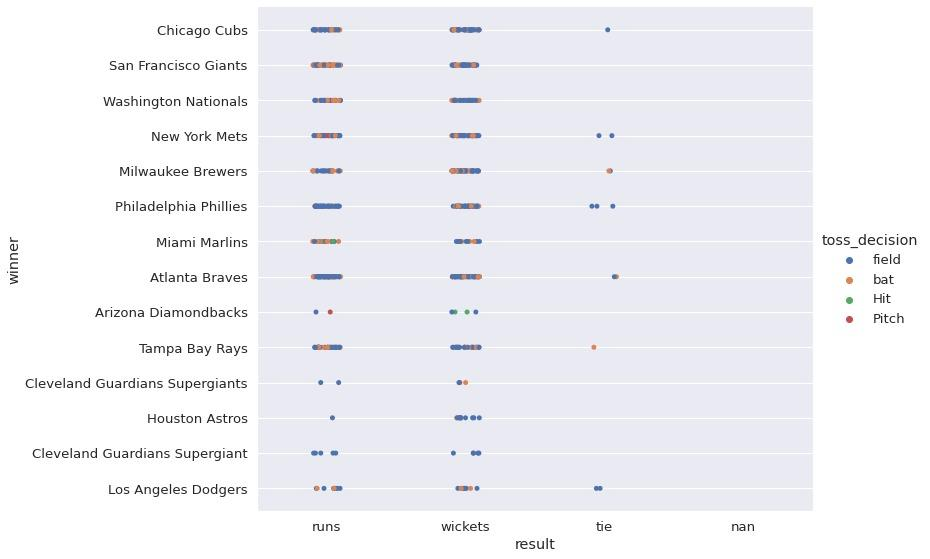 Chicago Cubs
San Francisco Giants
Washington Nationals
New York Mets
Milwaukee Brewers
Philadelphia Phillies
Miami Marlins
Atlanta Braves
Arizona Diamondbacks
Tampa Bay Rays
Cleveland Guardians Supergiants
Houston Astros
Cleveland Guardians Supergiant
Los Angeles Dodgers
winner
runs
wickets
tie
nan
result
toss_decision
field
bat
Hit
Pitch